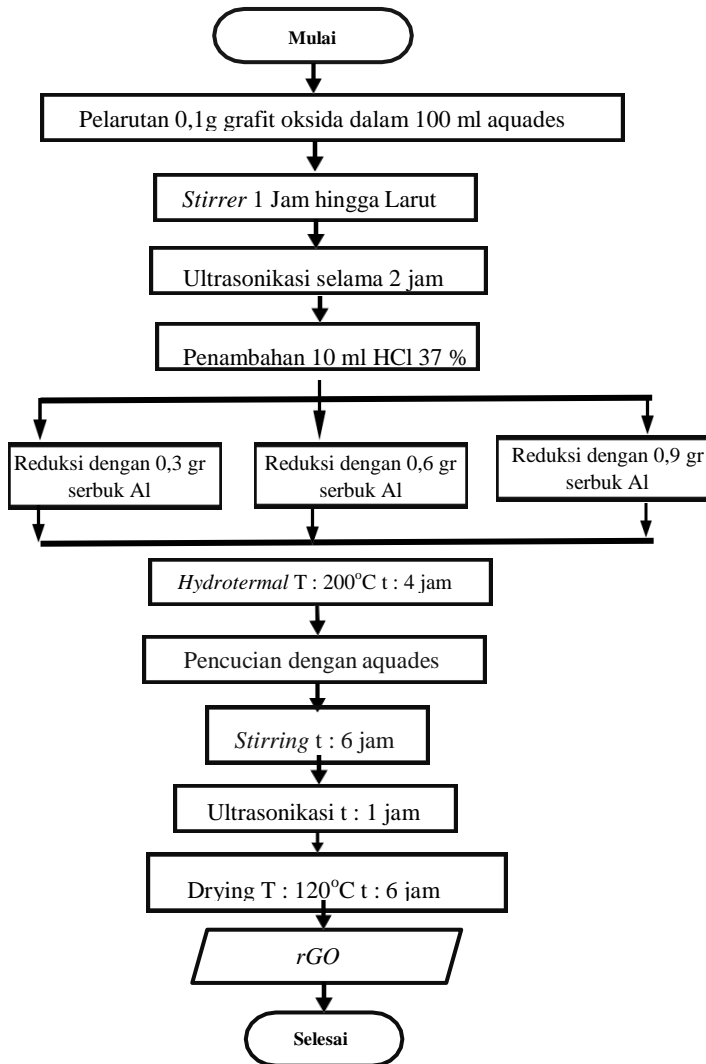 Mulai
Pelarutan 0,1g grafit oksida dalam 100 ml aquades
Stirrer 1 Jam hingga Larut
Ultrasonikasi selama 2 jam
Penambahan 10 ml HCl 37 %
Reduksi dengan 0,3 gr
serbuk Al
Reduksi dengan 0,6 gr
serbuk Al
Reduksi dengan 0,9 gr
serbuk Al
Hydrotermal T : 200°C t : 4 jam
Pencucian dengan aquades
Stirring t : 6 jam
Ultrasonikasi t : 1 jam
Drying T : 120°C t : 6 jam
rGO
Selesai